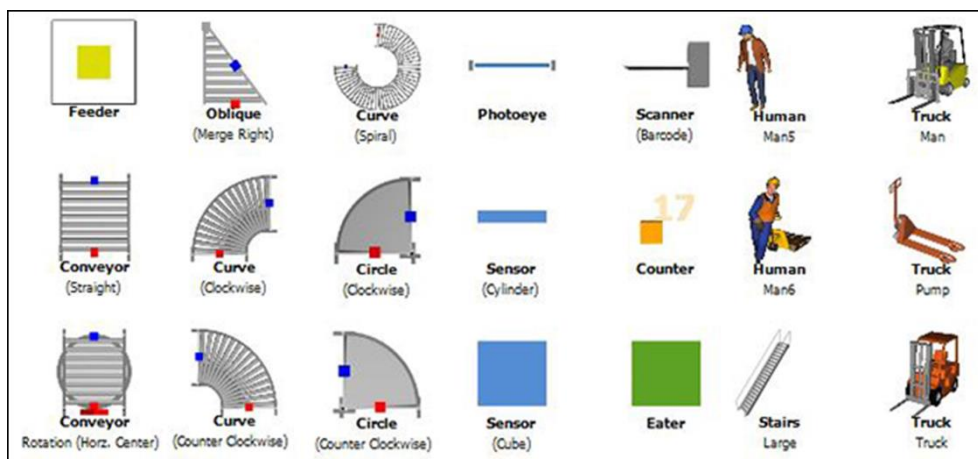 Feeder
Oblique
(Merge Right)
Curve
(Spiral)
Photoeye
Scanner
(Barcode)
Human
Man5
Truck
Man
Conveyor
(Straight)
Curve
(Clockwise)
Circle
(Clockwise)
Sensor
(Cylinder)
17
Counter
Human
Man6
Truck
Pump
Conveyor
Rotation (Horz. Center)
Curve
(Counter Clockwise)
Circle
(Counter Clockwise)
Sensor
(Cube)
Eater
Stairs
Large
Truck
Truck